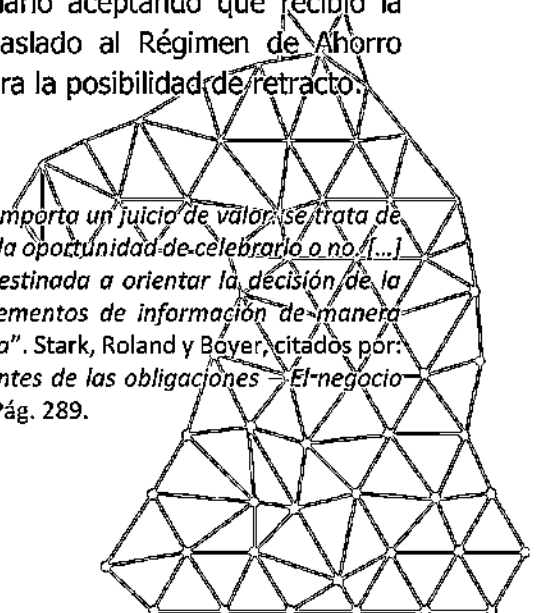 lario aceptando que recibió la
aslado al Régimen de Ahorro
ra la posibilidad de retracto.
mporta un juicio de valor: se trata de
la oportunidad de celebrarlo o no. [...]
estinada a orientar la decisión de la
ementos de información de manera
a”. Stark, Roland y Boyer, citados por:
ntes de las obligaciones – El negocio
Pág. 289.